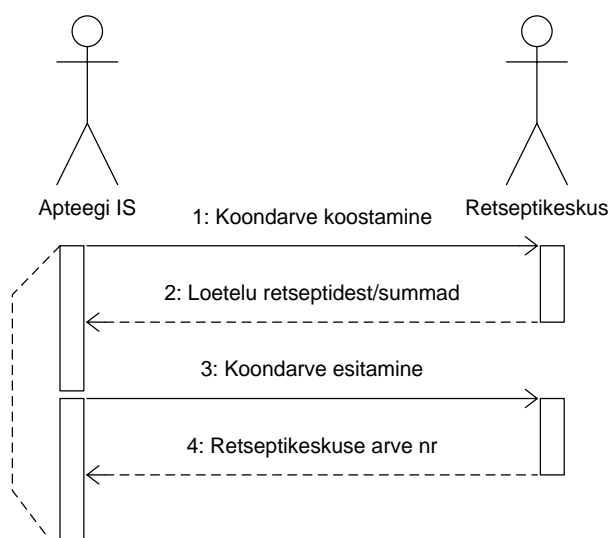 Apteegi IS
Retseptikeskus
1: Koondarve koostamine
2: Loetelu retseptidest/summad
3: Koondarve esitamine
4: Retseptikeskuse arve nr